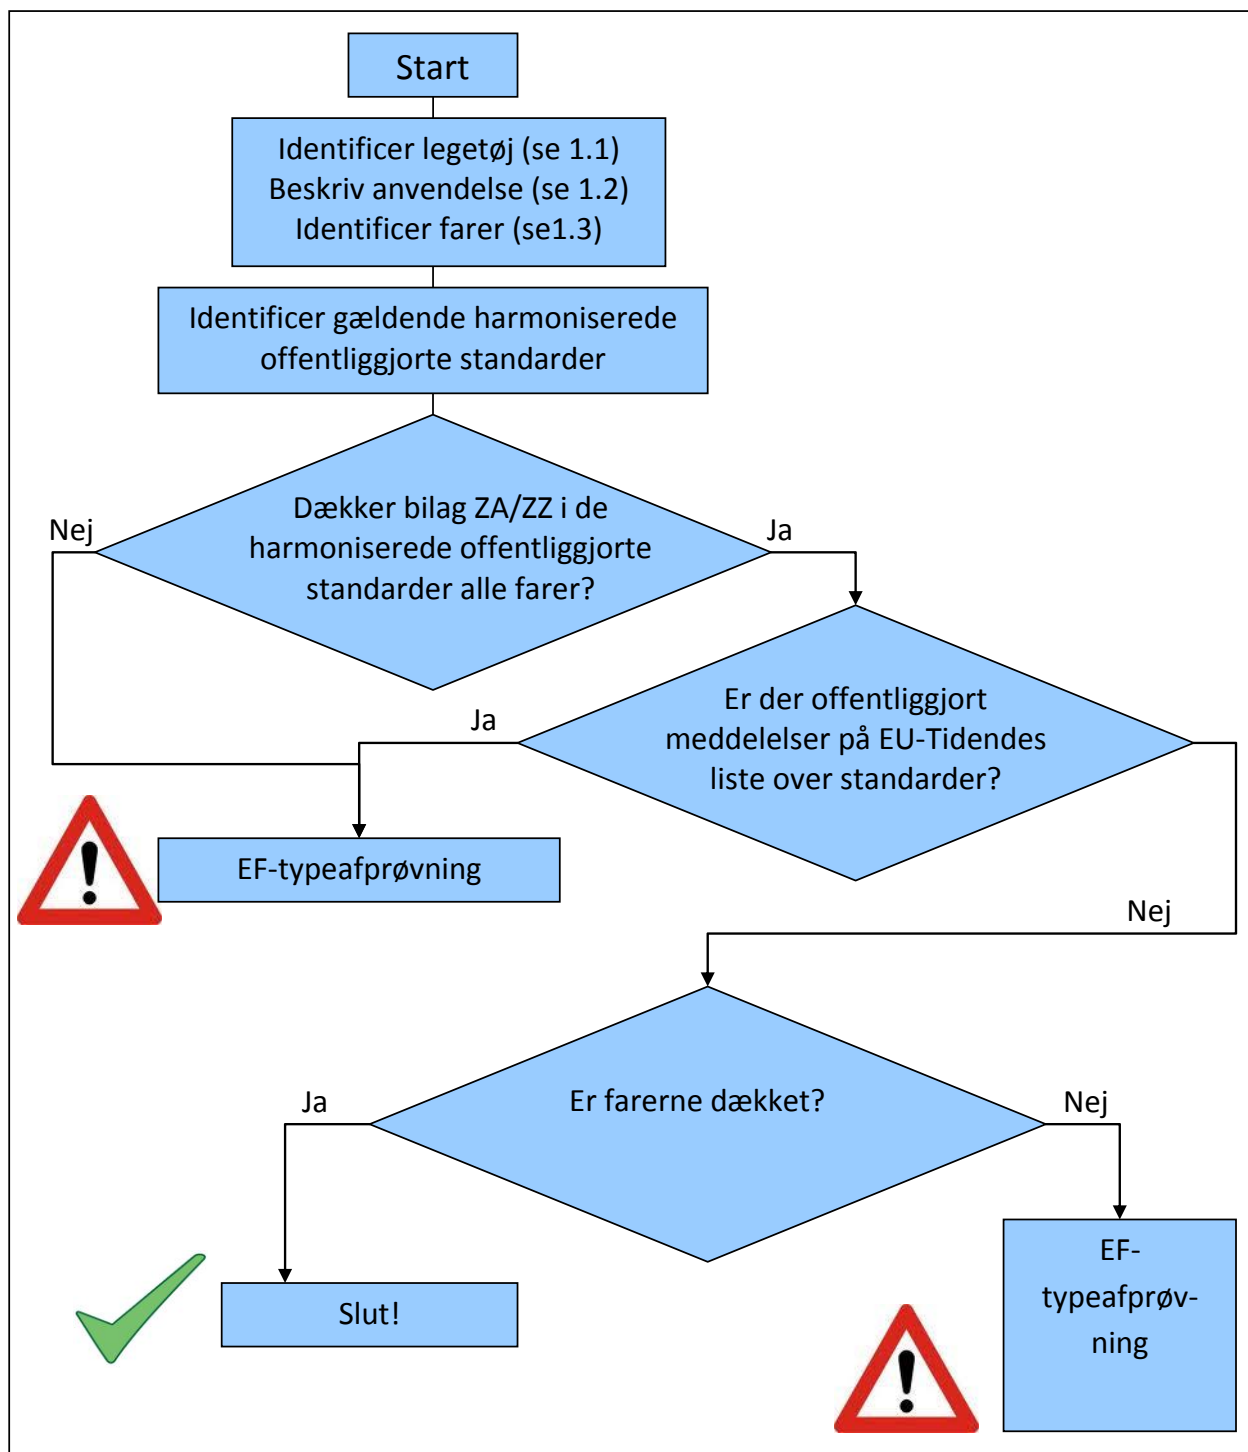 Start
Identificer legetøj (se 1.1)
Beskriv anvendelse (se 1.2)
Identificer farer (se1.3)
Identificer gældende harmoniserede
offentliggjorte standarder
Nej
Dækker bilag ZA/ZZ i de
harmoniserede offentliggjorte
standarder alle farer?
Ja
Ja
Er der offentliggjort
meddelelser på EU-Tidendes
liste over standarder?
EF-typeafprøvning
Nej
Ja
Er farerne dækket?
Nej
Slut!
EF-
typeafprøv-
ning